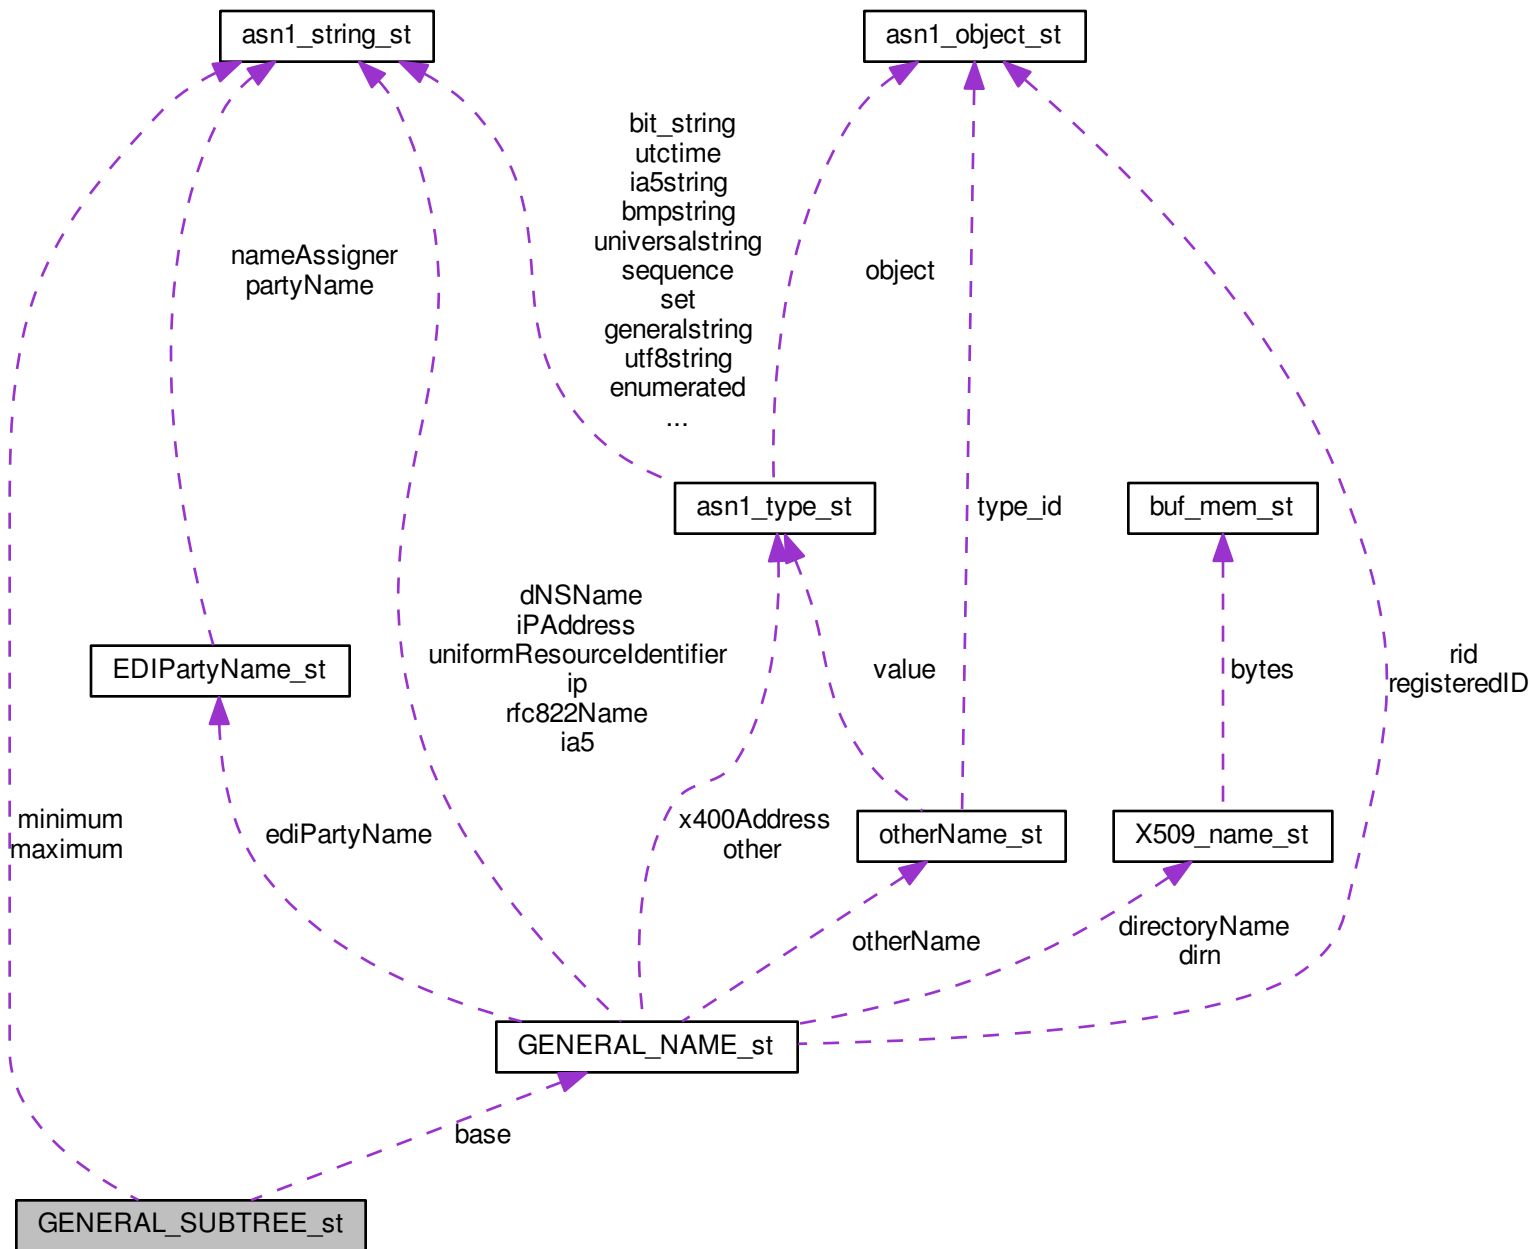 asn1_string_st
asn1_object_st
bit_string
utctime
ia5string
bmpstring
universalstring
sequence
set
generalstring
utf8string
enumerated
...
nameAssigner
partyName
object
asn1_type_st
buf_mem_st
type_id
dNSName
iPAddress
uniformResourceIdentifier
ip
rfc822Name
ia5
EDIPartyName_st
value
bytes
rid
registeredID
minimum
maximum
ediPartyName
x400Address
other
otherName_st
X509_name_st
otherName
directoryName
dirn
GENERAL_NAME_st
base
GENERAL_SUBTREE_st